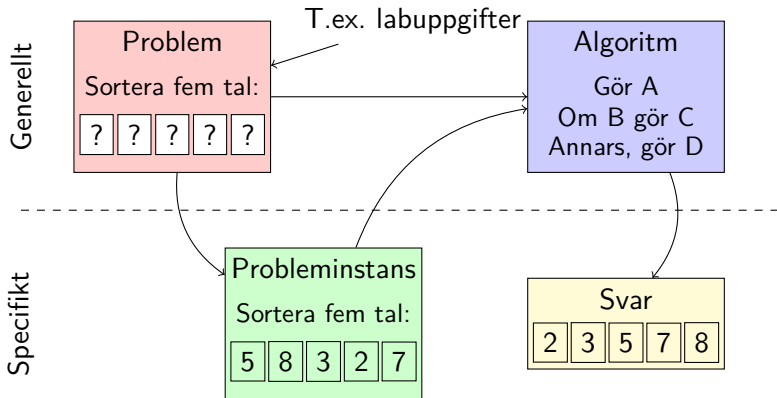 Generellt
T.ex. labuppgifter
Problem
Sortera fem tal:
? ? ? ? ?
Algoritm
Gör A
Om B gör C
Annars, gör D
Specifikt
Probleminstans
Sortera fem tal:
5 8 3 2 7
Svar
2 3 5 7 8